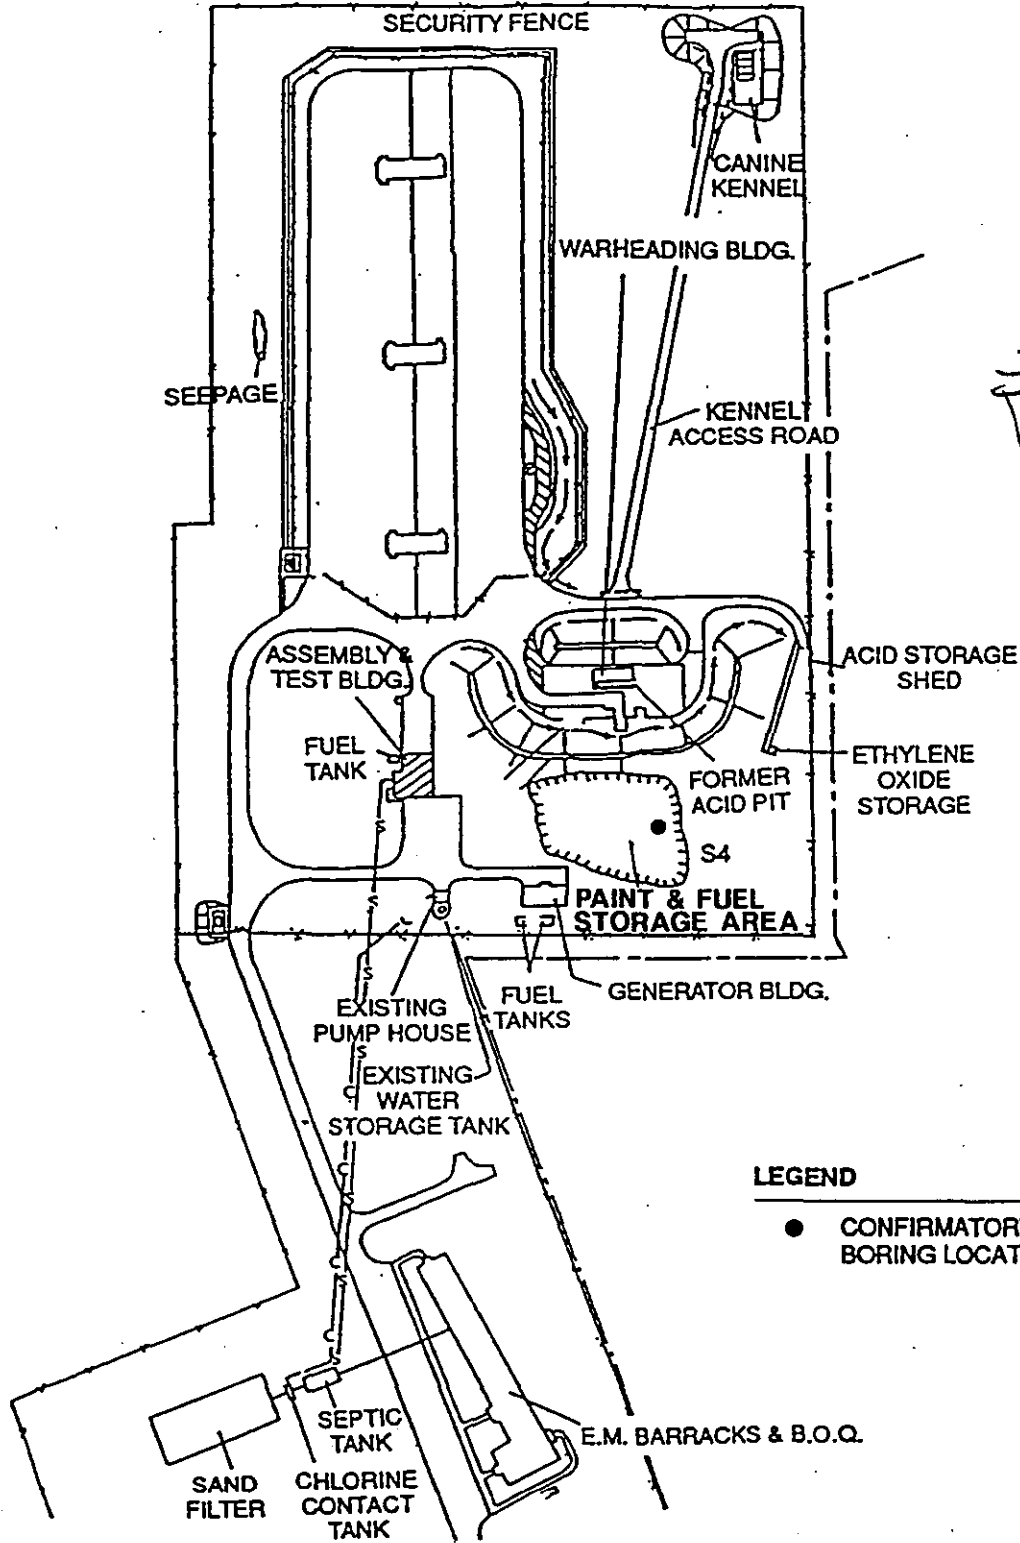 SECURITY FENCE
CANINE
KENNEL
WARHEADING BLDG.
SEEPAGE
KENNEL
ACCESS ROAD
ASSEMBLY &
TEST BLDG.
ACID STORAGE
SHED
FUEL
TANK
FORMER
ACID PIT
ETHYLENE
OXIDE
STORAGE
S4
PAINT & FUEL
STORAGE AREA
EXISTING
PUMP HOUSE
FUEL
TANKS
GENERATOR BLDG.
EXISTING
WATER
STORAGE TANK
LEGEND
CONFIRMATOR
BORING LOCAT
SEPTIC
TANK
E.M. BARRACKS & B.O.Q.
SAND
FILTER
CHLORINE
CONTACT
TANK